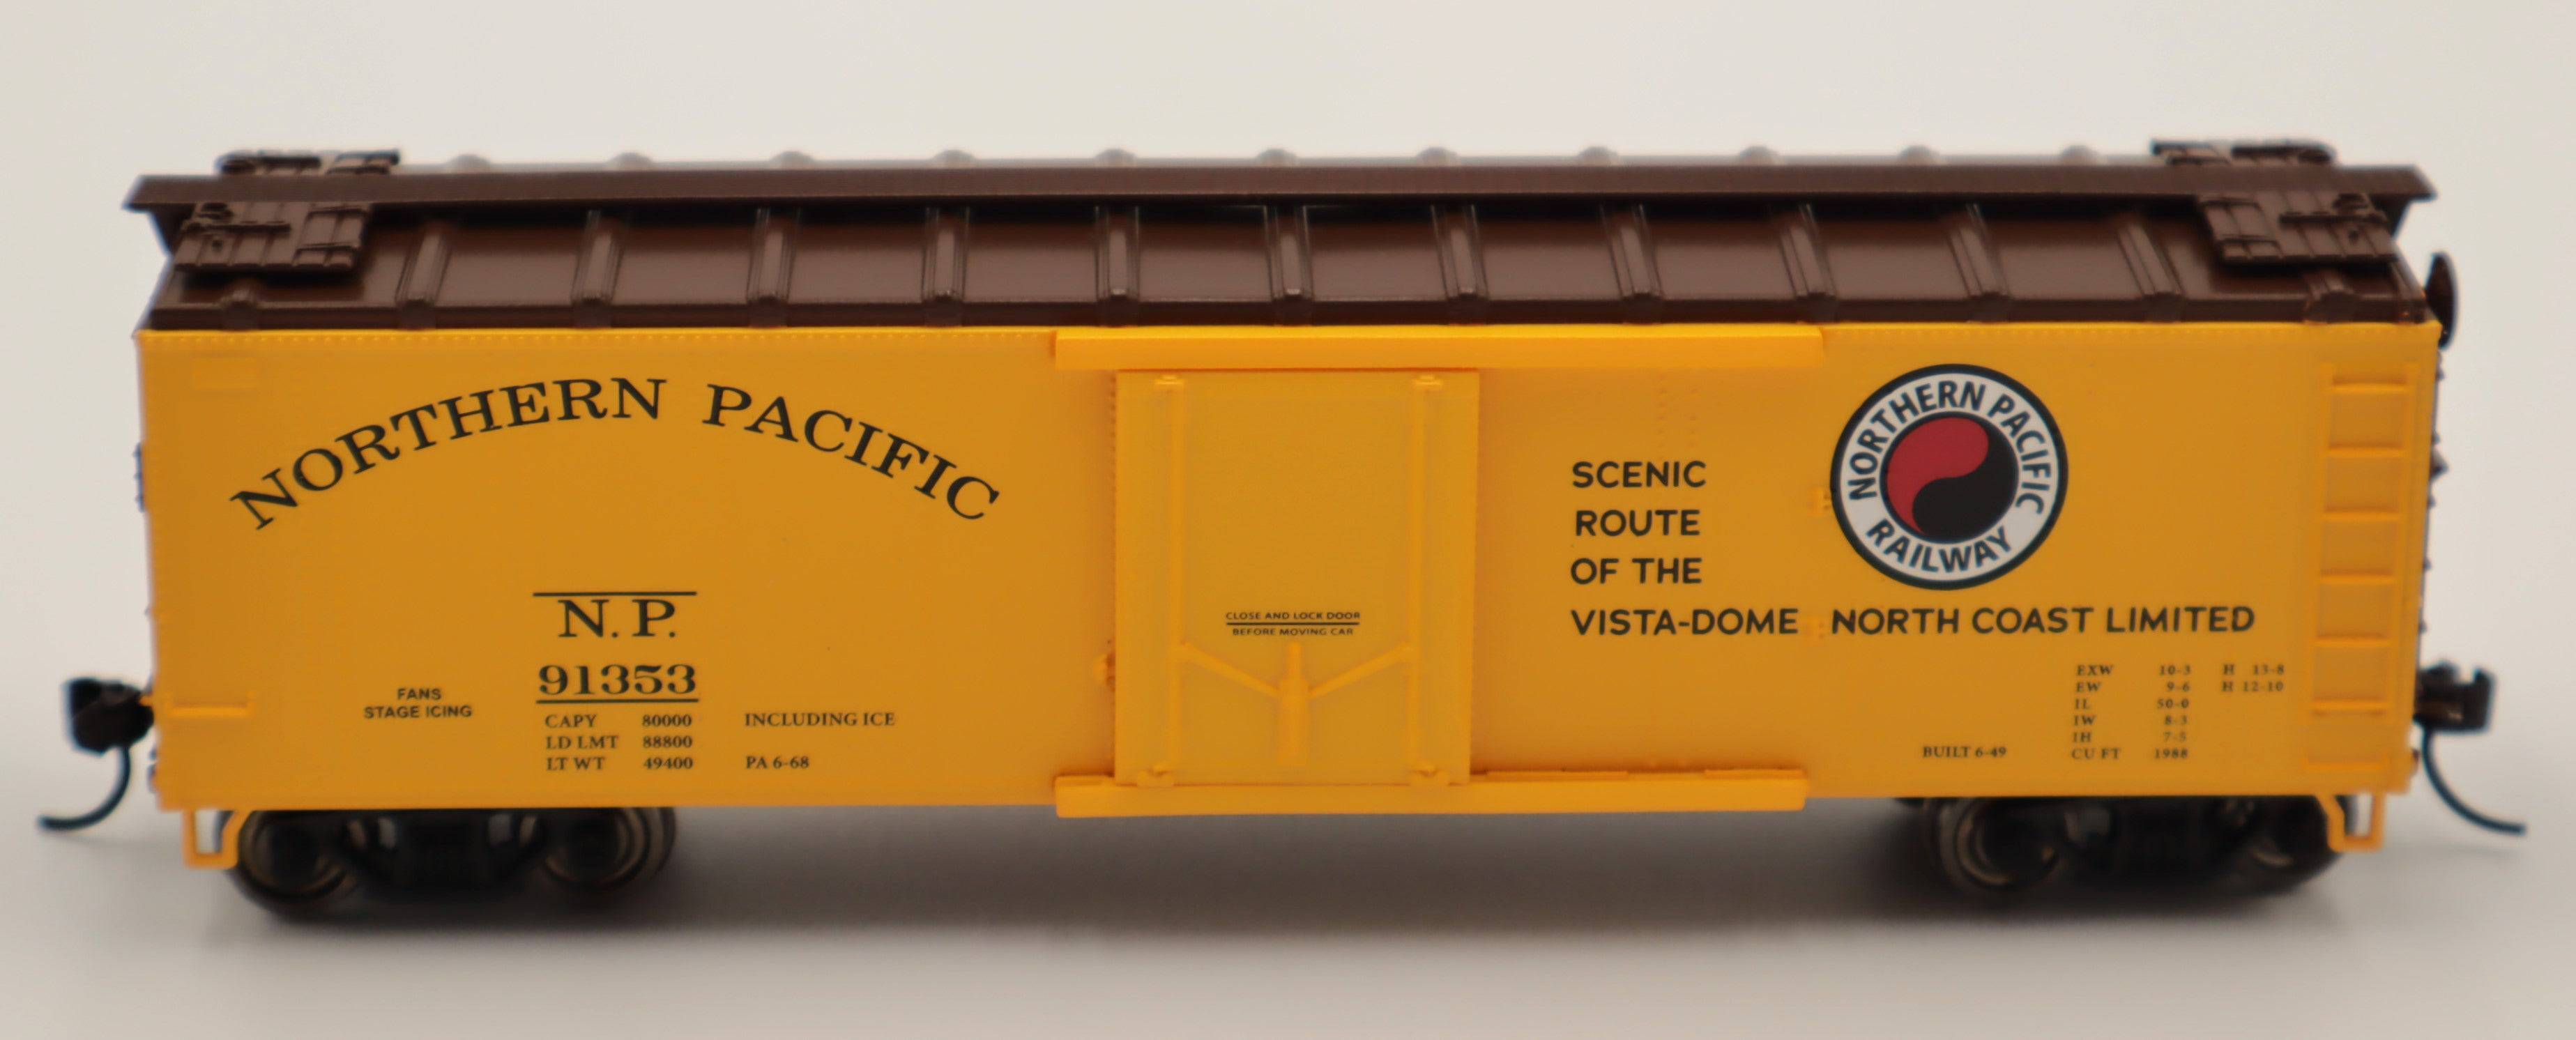 NORTHERN PACIFIC
N.P.
91353
FANS
STAGE ICING
CAPY 80000 INCLUDING ICE
LD LMT 88800
LT WT 49400 PA 6-68
CLOSE AND LOCK DOOR
BEFORE MOVING CAR
SCENIC
ROUTE
OF THE
VISTA-DOME NORTH COAST LIMITED
NORTHERN PACIFIC
RAILWAY
EXW 10-3 H 13-8
EW 9-6 H 12-10
IL 50-0
IW 8-3
IH 7-5
BUILT 6-49 CU FT 1988